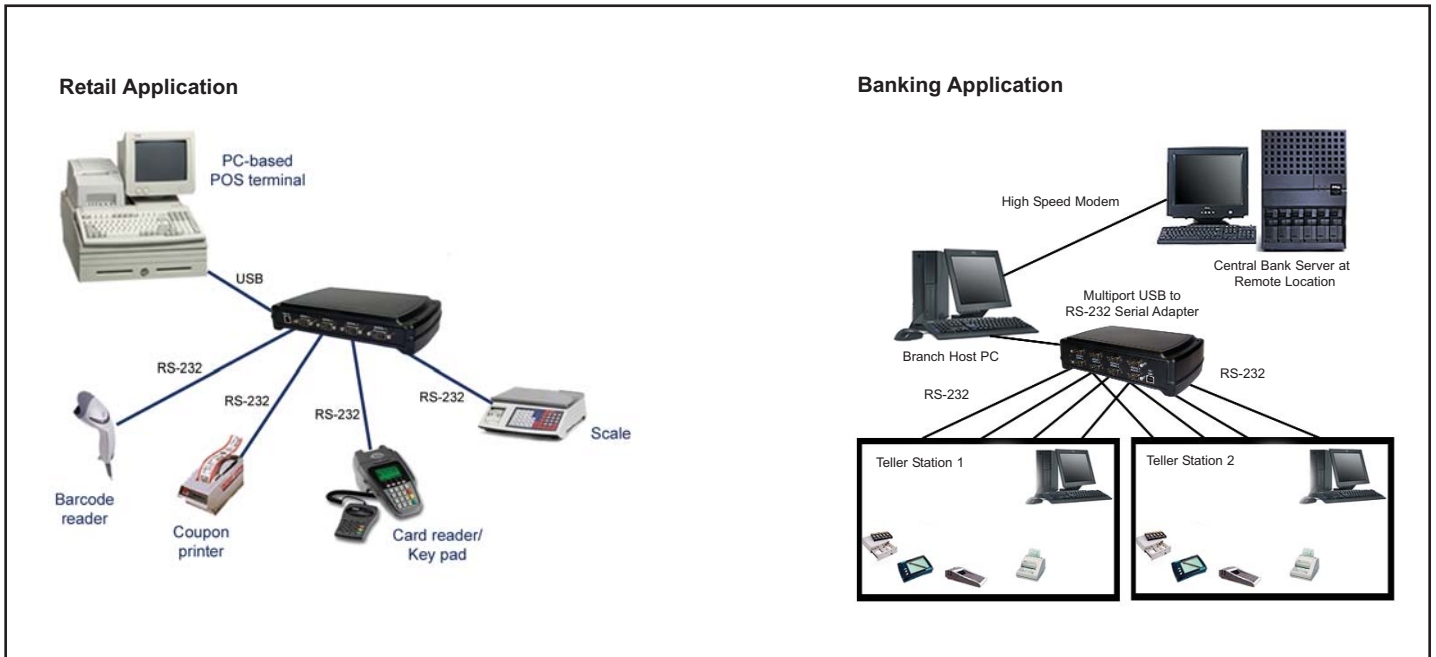 Retail Application
PC-based
POS terminal
USB
RS-232
RS-232
RS-232
RS-232
Scale
Barcode
reader
Coupon
printer
Card reader/
Key pad
Banking Application
High Speed Modem
Central Bank Server at
Remote Location
Multiport USB to
RS-232 Serial Adapter
Branch Host PC
RS-232
RS-232
Teller Station 1
Teller Station 2